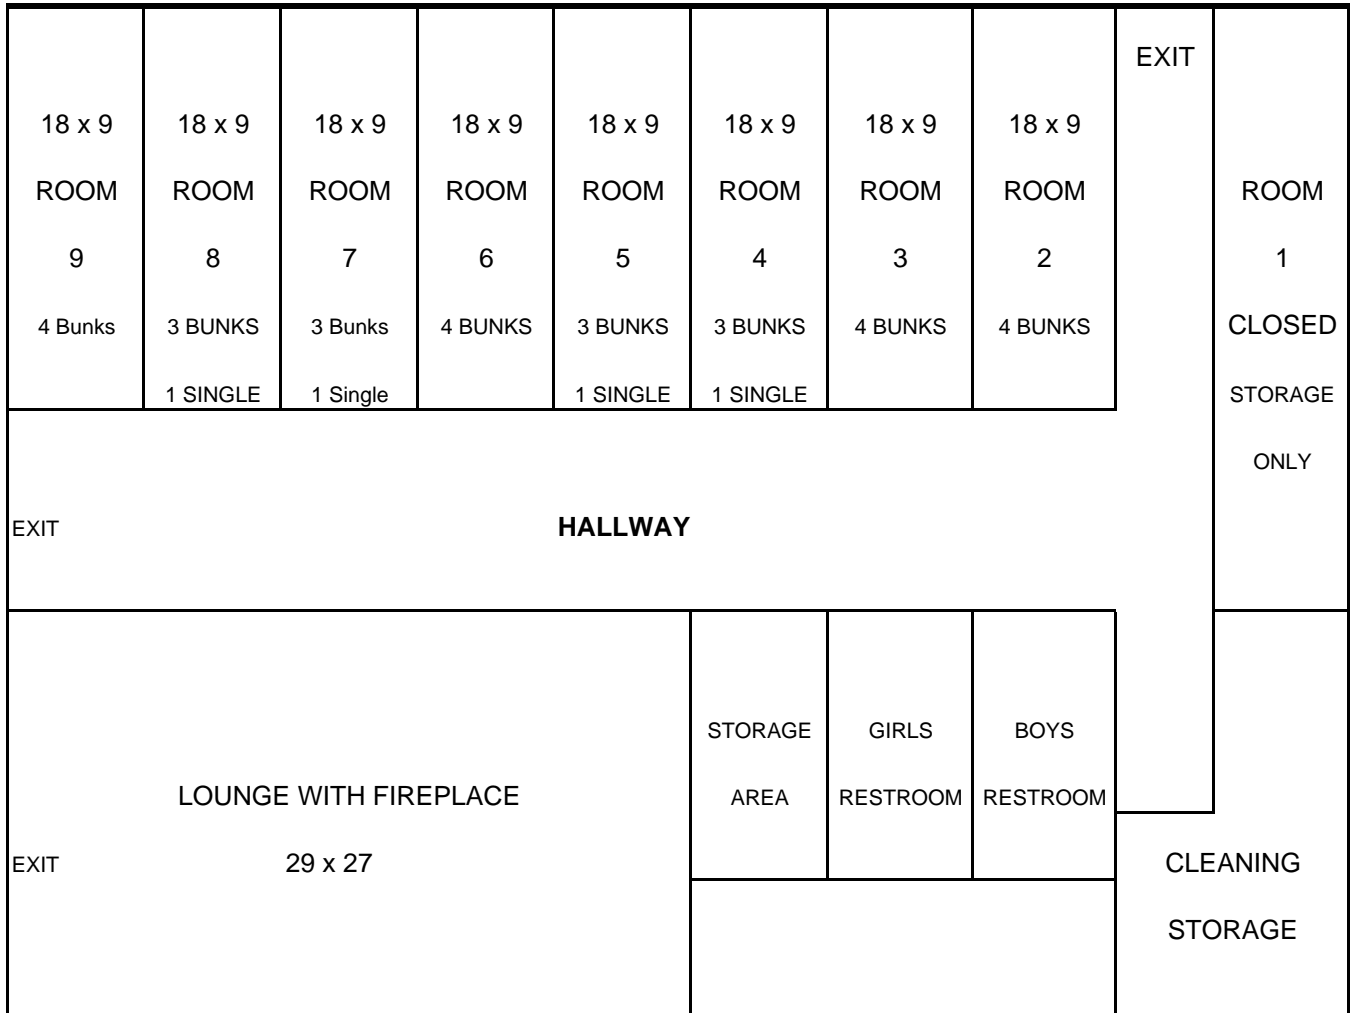 EXIT
18 x 9 18 x 9 18 x 9 18 x 9 18 x 9 18 x 9 18 x 9 18 x 9
ROOM ROOM ROOM ROOM ROOM ROOM ROOM ROOM ROOM
9 8 7 6 5 4 3 2 1
4 Bunks 3 BUNKS 3 Bunks 4 BUNKS 3 BUNKS 3 BUNKS 4 BUNKS 4 BUNKS CLOSED
1 SINGLE 1 Single 1 SINGLE 1 SINGLE STORAGE
ONLY
EXIT HALLWAY
STORAGE GIRLS BOYS
LOUNGE WITH FIREPLACE AREA RESTROOM RESTROOM
EXIT 29 x 27 CLEANING
STORAGE